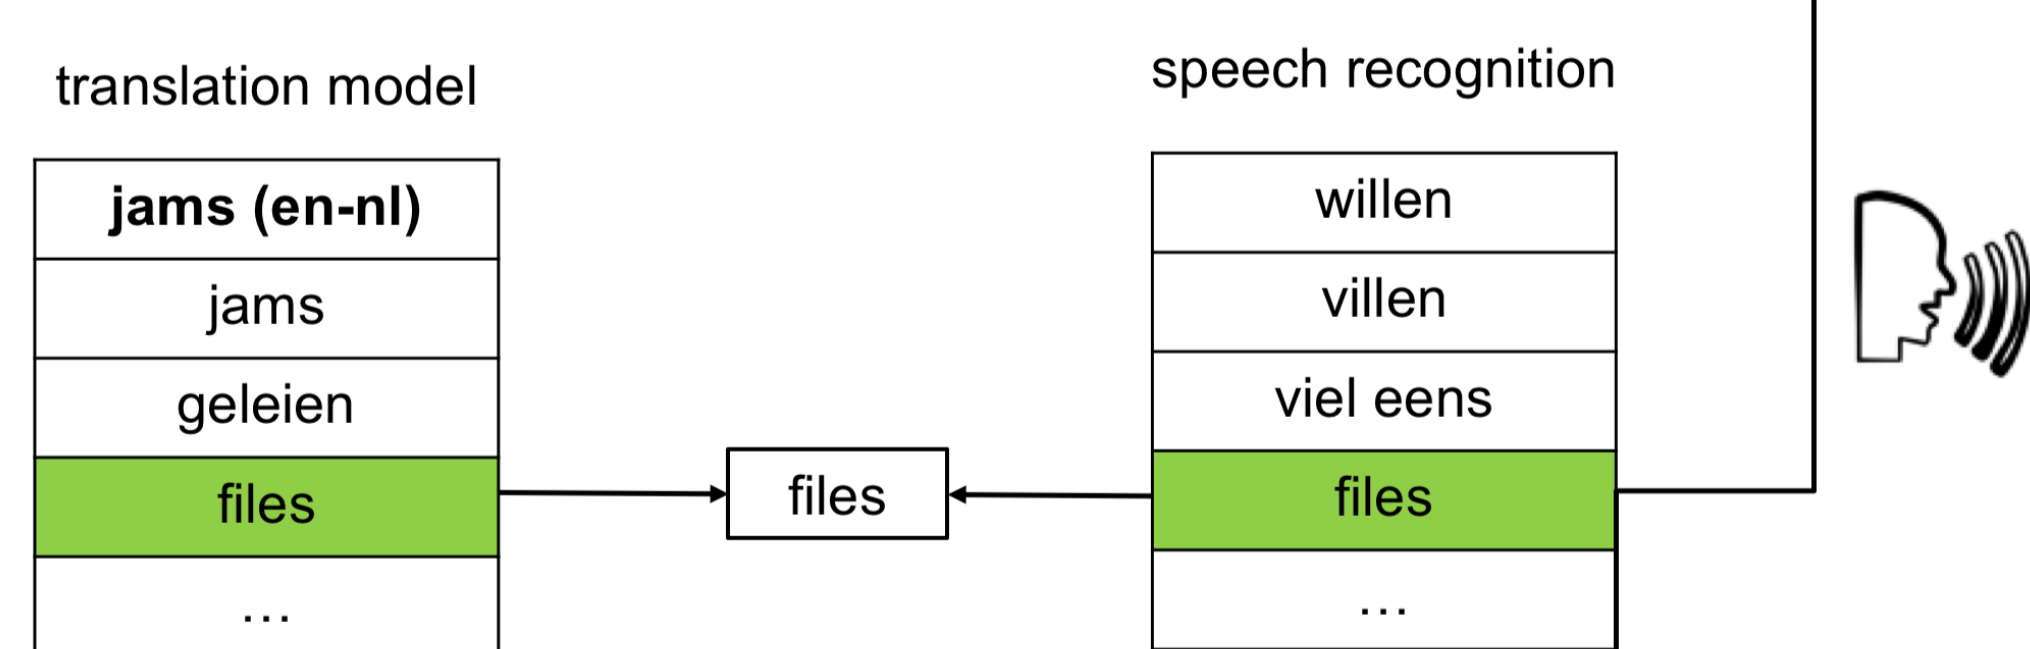 translation model
jams (en-nl)
jams
geleien
files
…
files
speech recognition
willen
villen
viel eens
files
…